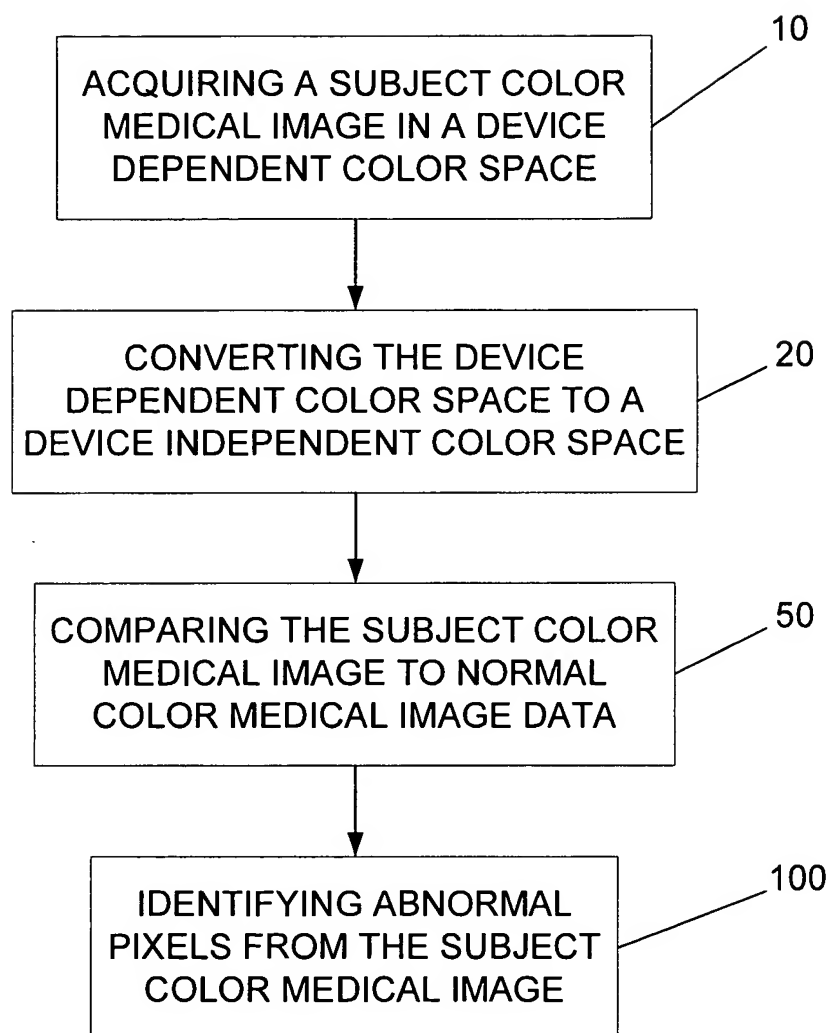 10
ACQUIRING A SUBJECT COLOR
MEDICAL IMAGE IN A DEVICE
DEPENDENT COLOR SPACE
20
CONVERTING THE DEVICE
DEPENDENT COLOR SPACE TO A
DEVICE INDEPENDENT COLOR SPACE
50
COMPARING THE SUBJECT COLOR
MEDICAL IMAGE TO NORMAL
COLOR MEDICAL IMAGE DATA
100
IDENTIFYING ABNORMAL
PIXELS FROM THE SUBJECT
COLOR MEDICAL IMAGE